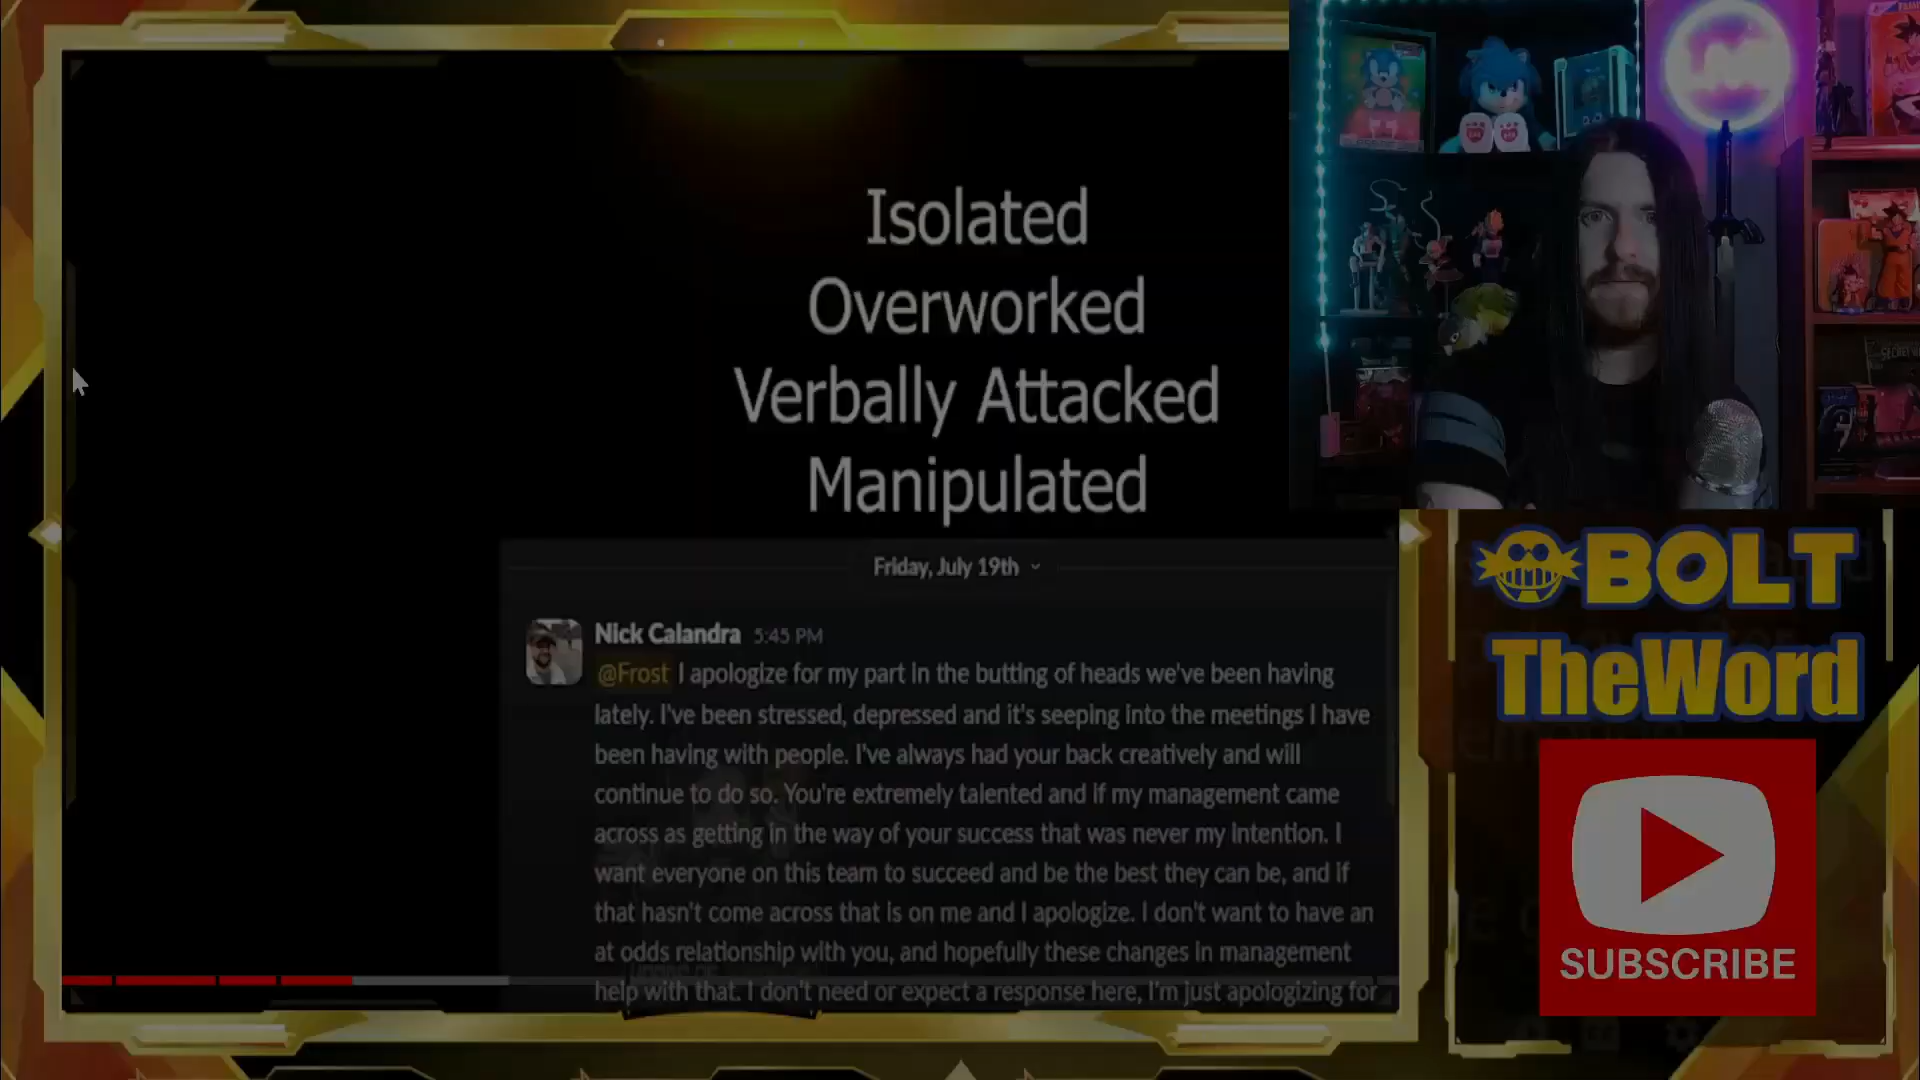 Isolated
Overworked
Verbally Attacked
Manipulated
Friday, July 19th
Nick Calandra 5:45 PM
@Frost I apologize for my part in the butting of heads we've been having
lately. I've been stressed, depressed and it's seeping into the meetings I have
been having with people. I've always had your back creatively and will
continue to do so. You're extremely talented and if my management came
across as getting in the way of your success that was never my intention. I
want everyone on this team to succeed and be the best they can be, and if
that hasn't come across that is on me and I apologize. I don't want to have an
at odds relationship with you, and hopefully these changes in management
help with that. I don't need or expect a response here, I'm just apologizing for
BOLT
TheWord
SUBSCRIBE